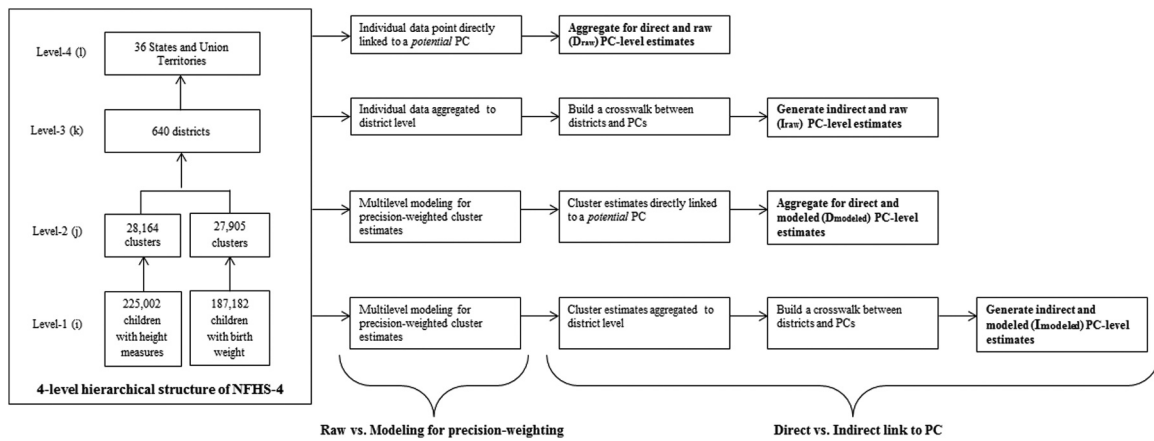 Level-4 (l)
36 States and Union
Territories
Level-3 (k)
640 districts
Level-2 (j)
28,164
clusters
27,905
clusters
Level-1 (i)
225,002
children
with height
measures
187,182
children
with birth
weight
4-level hierarchical structure of NFHS-4
Individual data point directly
linked to a potential PC
Aggregate for direct and raw
(Draw) PC-level estimates
Individual data aggregated to
district level
Build a crosswalk between
districts and PCs
Generate indirect and raw
(Iraw) PC-level estimates
Multilevel modeling for
precision-weighted cluster
estimates
Cluster estimates directly
linked to a potential PC
Aggregate for direct and
modeled (Dmodeled) PC-level
estimates
Multilevel modeling for
precision-weighted cluster
estimates
Cluster estimates aggregated to
district level
Build a crosswalk between
districts and PCs
Generate indirect and
modeled (Imodeled) PC-level
estimates
Raw vs. Modeling for precision-weighting
Direct vs. Indirect link to PC